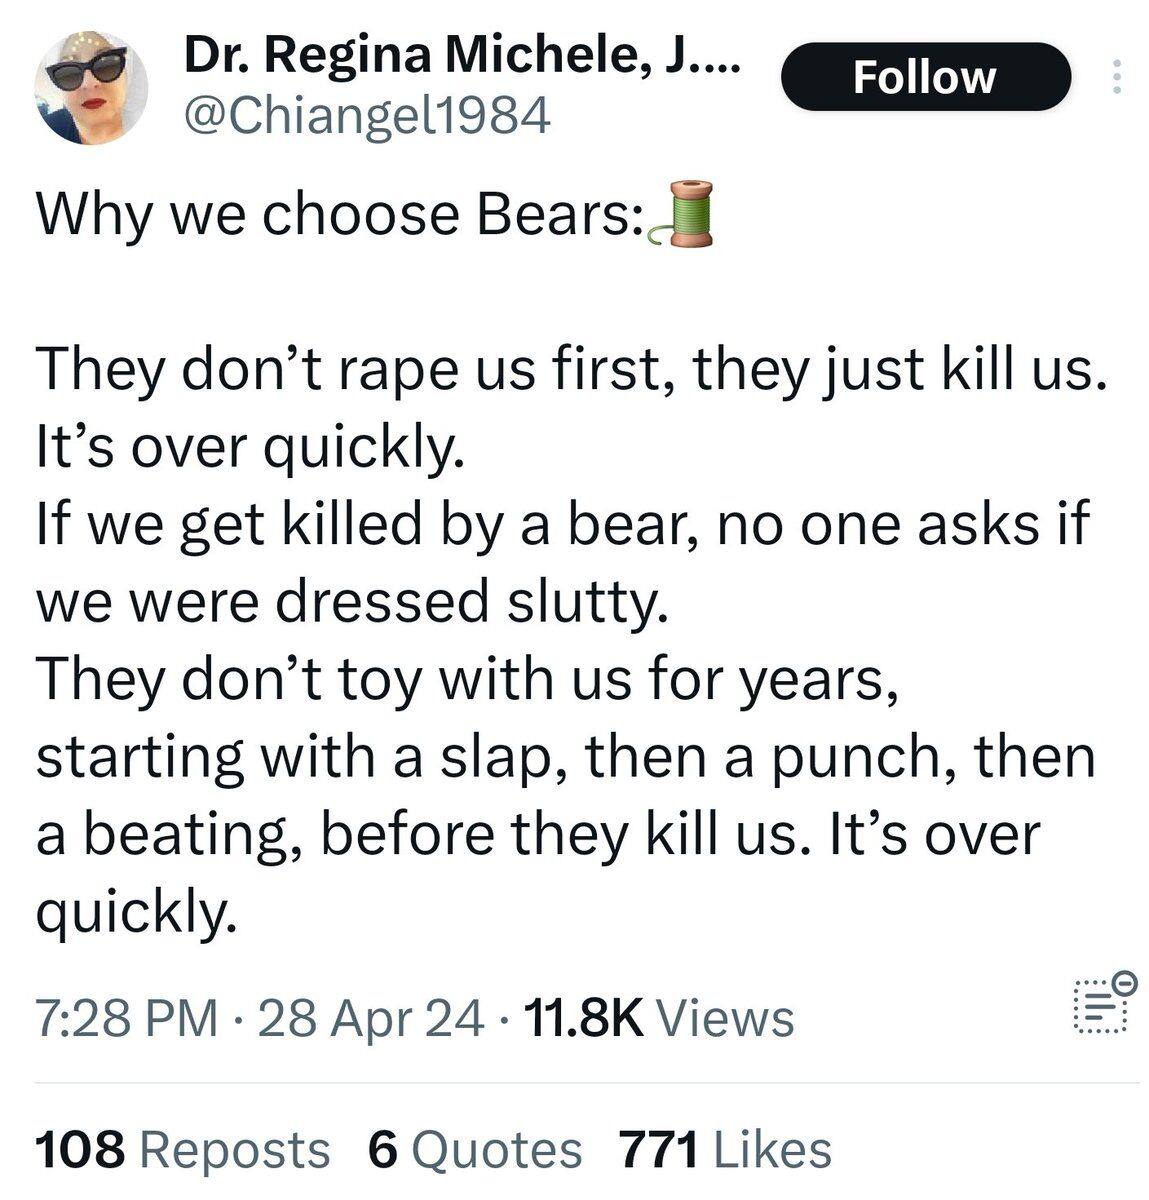 Dr. Regina Michele, J....
Follow
@Chiangel1984
Why we choose Bears:🧵
They don’t rape us first, they just kill us.
It’s over quickly.
If we get killed by a bear, no one asks if
we were dressed slutty.
They don’t toy with us for years,
starting with a slap, then a punch, then
a beating, before they kill us. It’s over
quickly.
7:28 PM · 28 Apr 24 · 11.8K Views
108 Reposts 6 Quotes 771 Likes